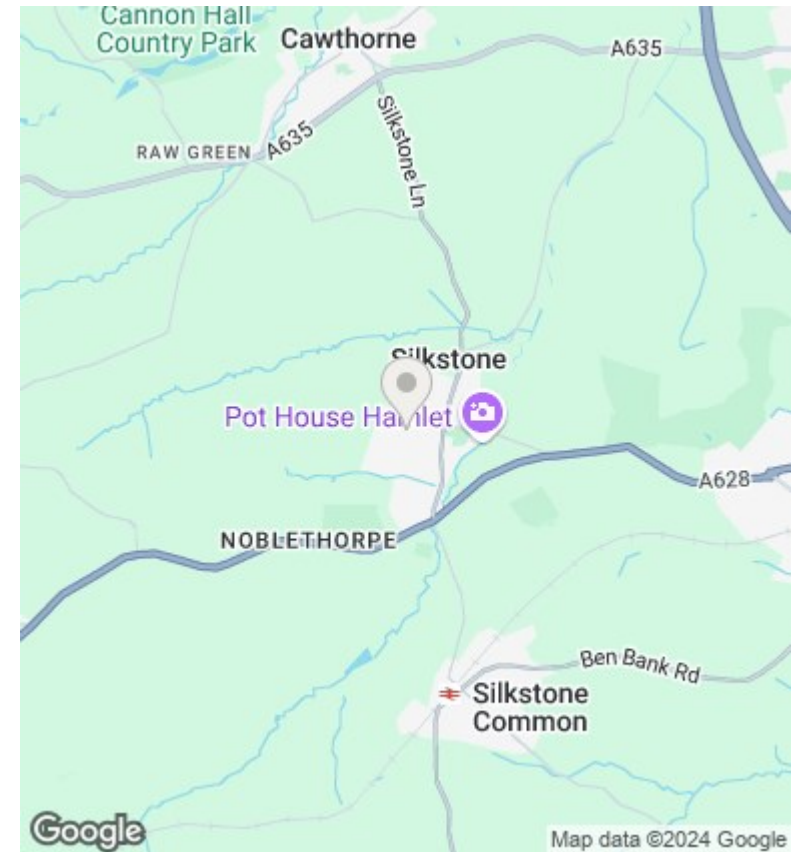 Cannon Hall
Country Park
Cawthorne
A635
Silkstone Ln
RAW GREEN
A635
Silkstone
Pot House Hamlet
A628
NOBLETHORPE
Ben Bank Rd
Silkstone
Common
Google
Map data ©2024 Google